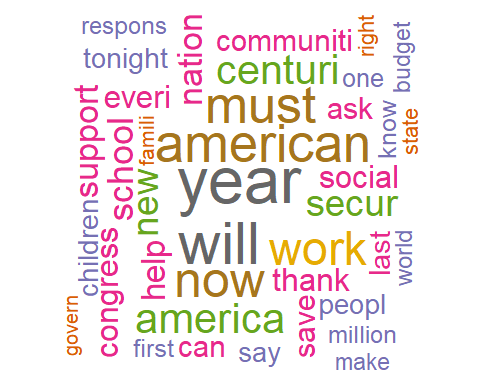 respons
tonight
nation
communiti
right
budget
centuri
one
support
everi
must
ask
know
state
school
famili
american
new
year
social
secur
children
will
work
last
world
congress
help
now
thank
govern
america
save
peopl
million
first
can
say
make